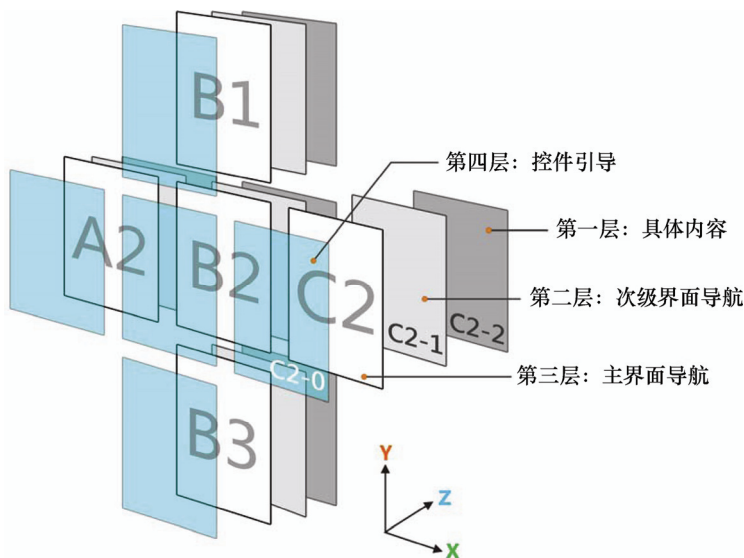 B1
第四层：控件引导
第一层：具体内容
A2
B2
C2
第二层：次级界面导航
C2-2
C2-1
C2-0
第三层：主界面导航
B3
Y
Z
X